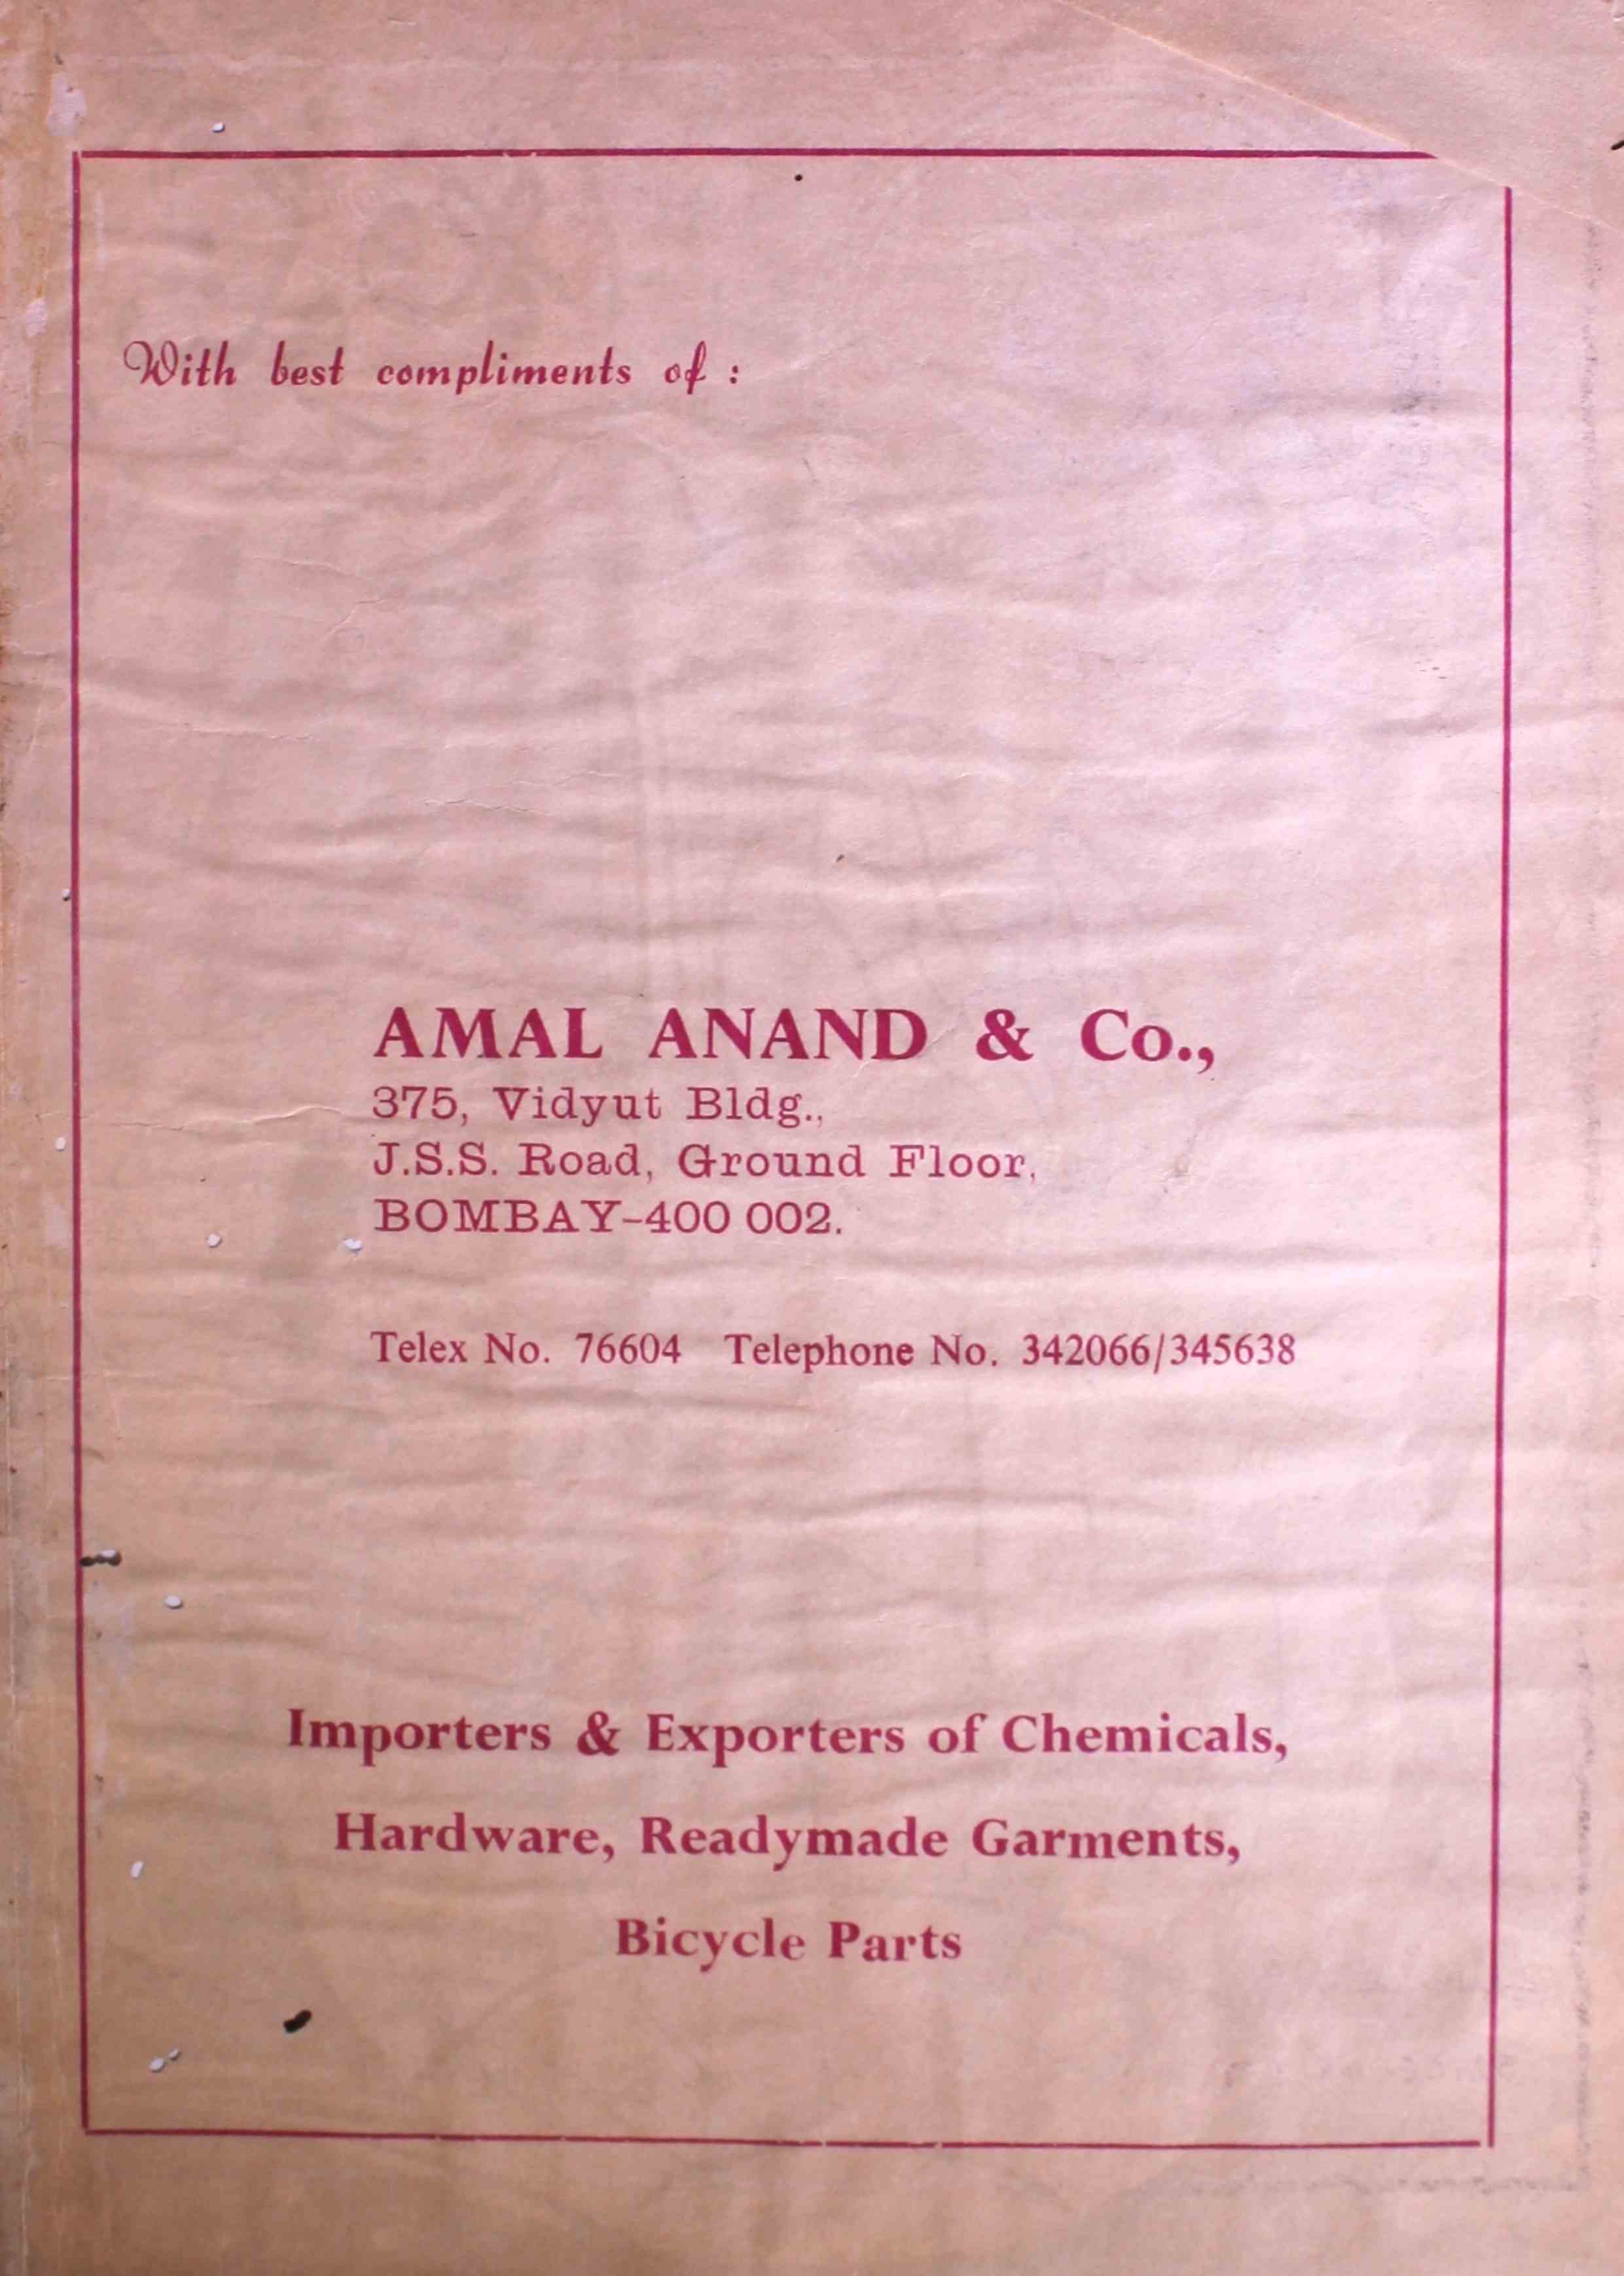 With best compliments of :
AMAL ANAND & Co.,
375, Vidyut Bldg.,
J.S.S. Road, Ground Floor,
BOMBAY-400 002.
Telex No. 76604 Telephone No. 342066/345638
Importers & Exporters of Chemicals,
Hardware, Readymade Garments,
Bicycle Parts